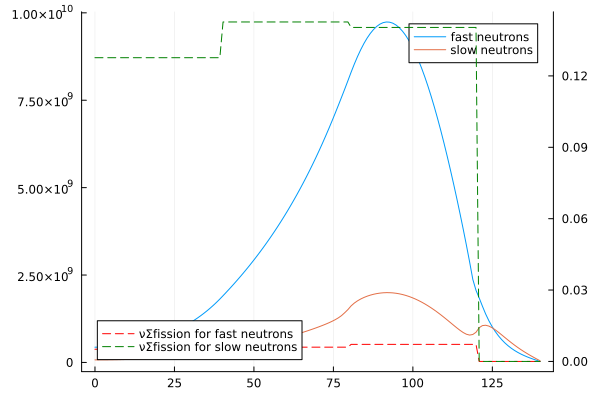 1.00×10¹⁰
7.50×10⁹
5.00×10⁹
2.50×10⁹
0
fast neutrons
slow neutrons
0.12
0.09
0.06
0.03
0.00
νΣfission for fast neutrons
νΣfission for slow neutrons
0 25 50 75 100 125